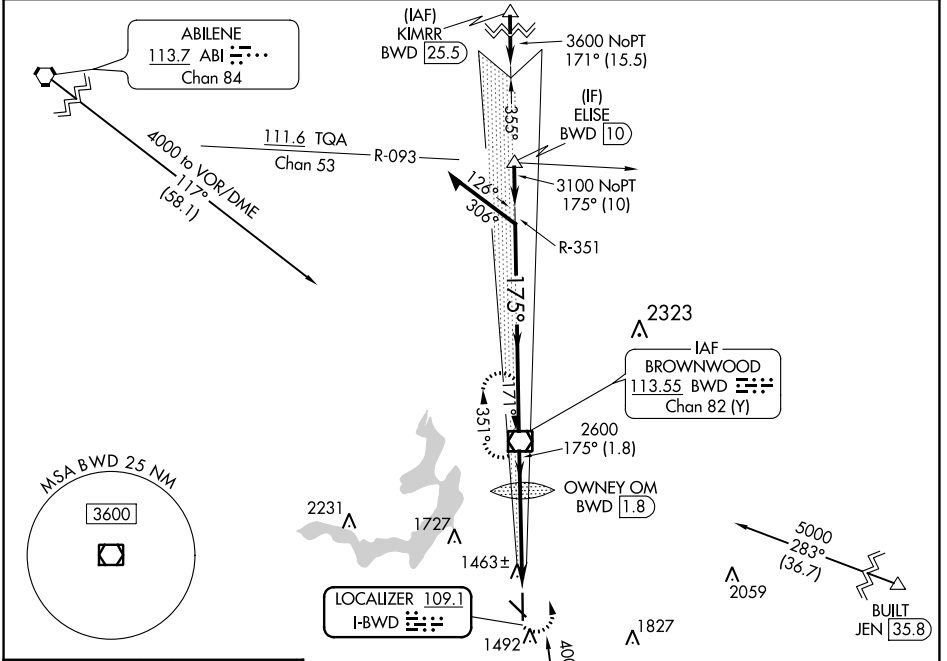 ABILENE
113.7 ABI
Chan 84
(IAF)
KIMRR
BWD 25.5
3600 NoPT
171° (15.5)
355°
(IF)
ELISE
BWD 10
111.6 TQA
Chan 53
R-093
4000 to VOR/DME
117°
(58.1)
126°
306°
3100 NoPT
175° (10)
R-351
175°
2323
IAF
BROWNWOOD
113.55 BWD
Chan 82 (Y)
171°
351°
2600
175° (1.8)
OWNEY OM
BWD 1.8
MSA BWD 25 NM
3600
2231
1727
1463±
5000
283°
(36.7)
2059
BUILT
JEN 35.8
LOCALIZER 109.1
I-BWD
1492
1827